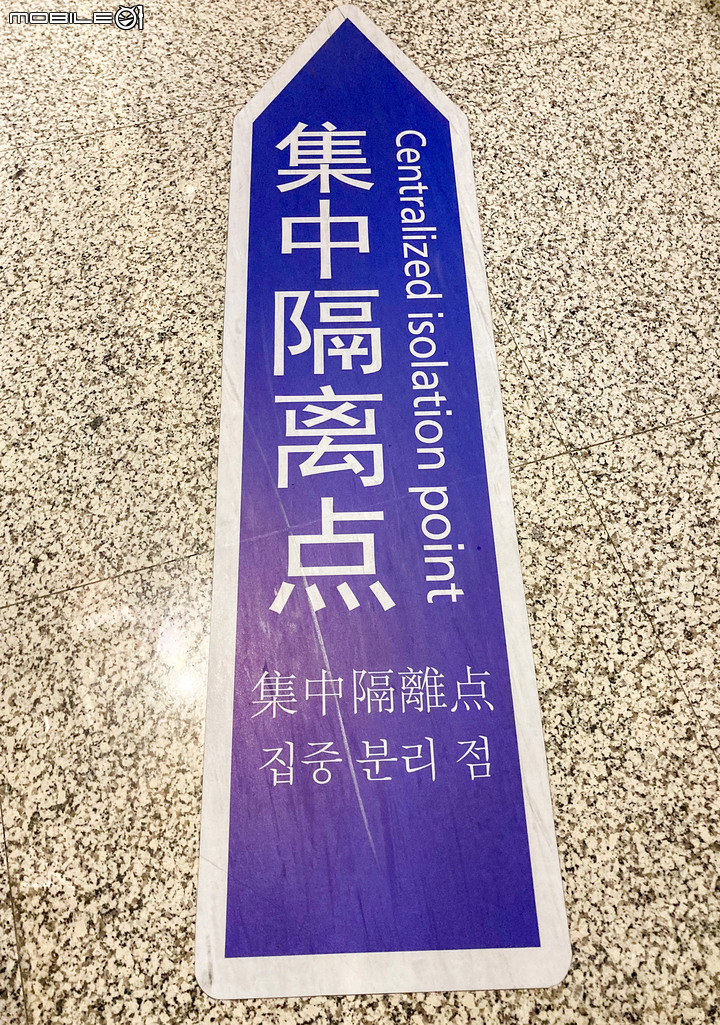 MOBILE01
集中隔离点
Centralized isolation point
集中隔離点
집중 분리 점